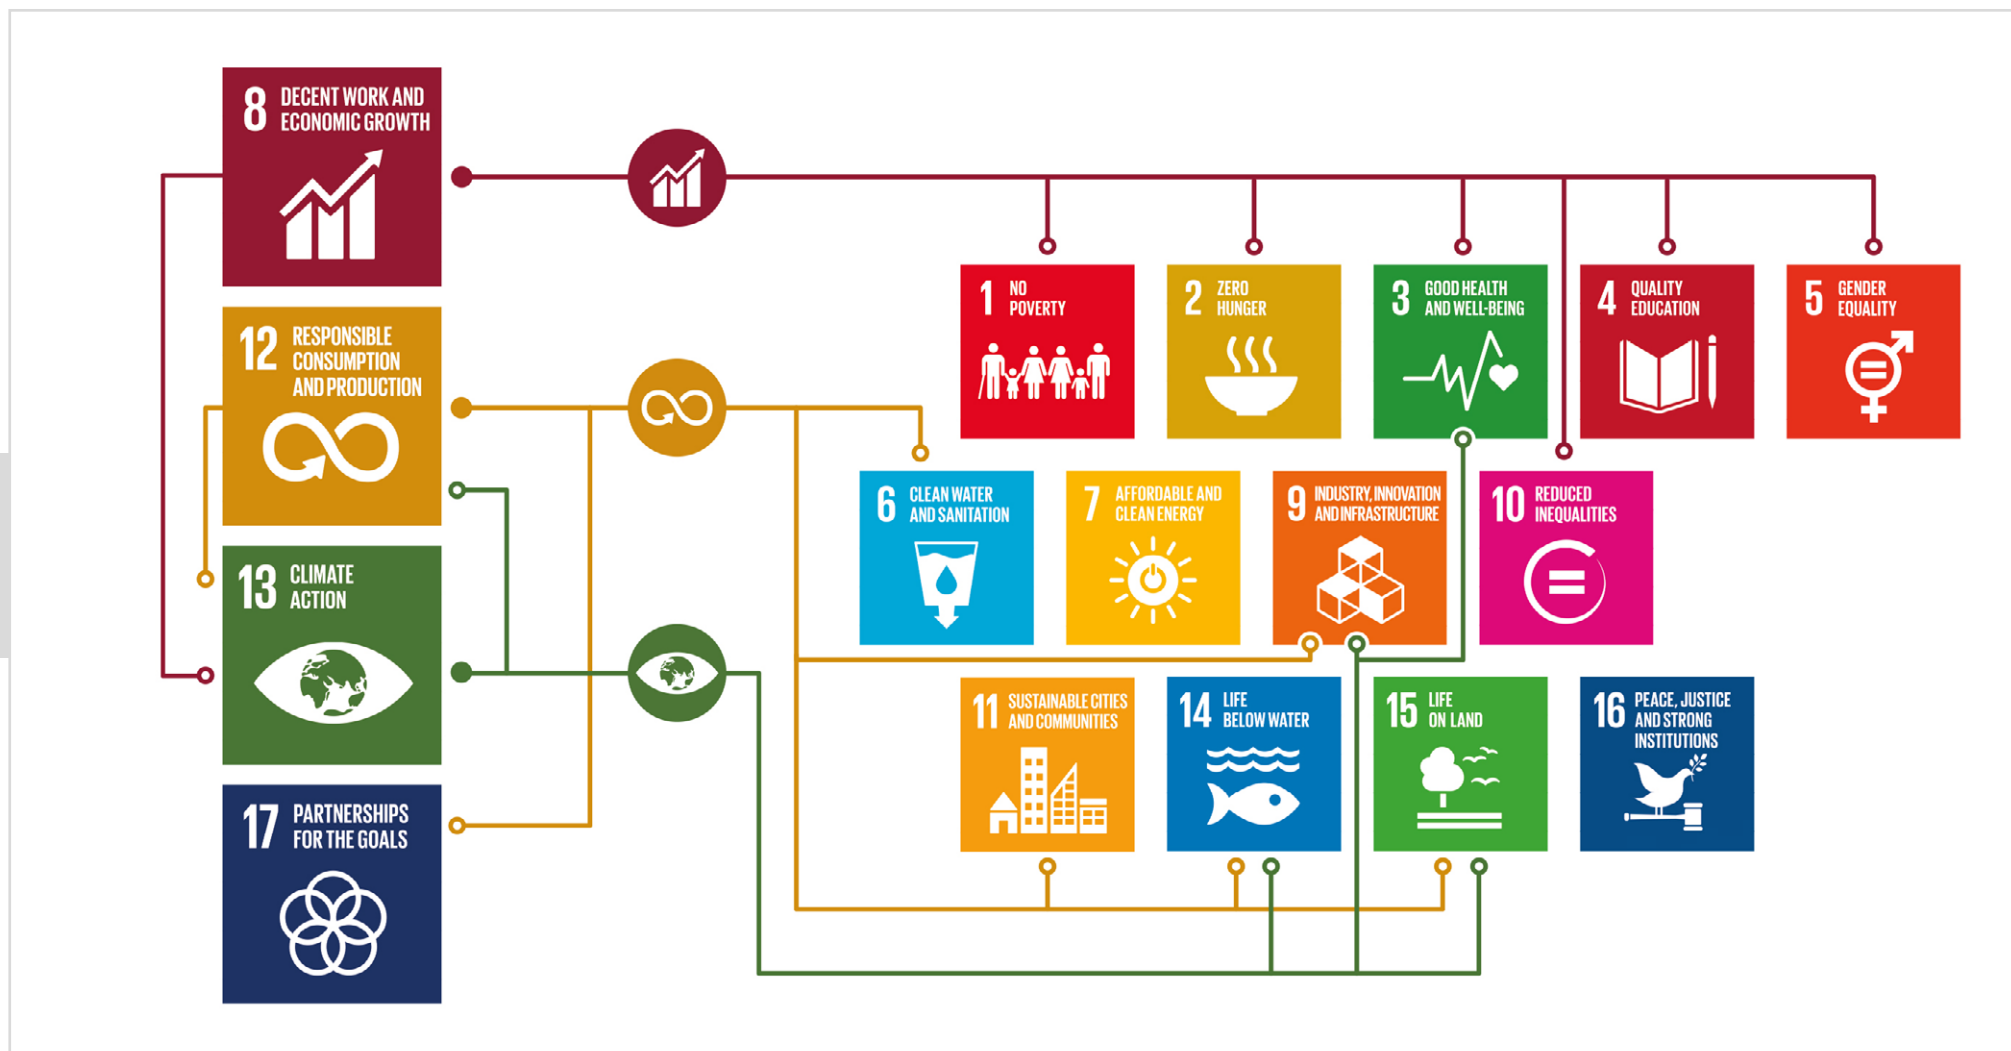 8 DECENT WORK AND
ECONOMIC GROWTH
12 RESPONSIBLE
CONSUMPTION
AND PRODUCTION
13 CLIMATE
ACTION
17 PARTNERSHIPS
FOR THE GOALS
1 NO
POVERTY
2 ZERO
HUNGER
3 GOOD HEALTH
AND WELL-BEING
4 QUALITY
EDUCATION
5 GENDER
EQUALITY
6 CLEAN WATER
AND SANITATION
7 AFFORDABLE AND
CLEAN ENERGY
9 INDUSTRY, INNOVATION
AND INFRASTRUCTURE
10 REDUCED
INEQUALITIES
11 SUSTAINABLE CITIES
AND COMMUNITIES
14 LIFE
BELOW WATER
15 LIFE
ON LAND
16 PEACE, JUSTICE
AND STRONG
INSTITUTIONS